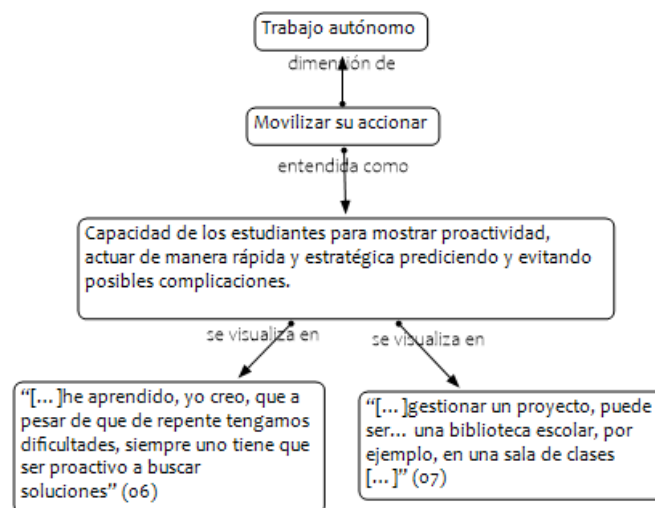 Trabajo autónomo
dimensión de
Movilizar su accionar
entendida como
Capacidad de los estudiantes para mostrar proactividad,
actuar de manera rápida y estratégica prediciendo y evitando
posibles complicaciones.
se visualiza en
se visualiza en
“[...]he aprendido, yo creo, que a
pesar de que de repente tengamos
dificultades, siempre uno tiene que
ser proactivo a buscar
soluciones” (06)
“[...]gestionar un proyecto, puede
ser... una biblioteca escolar, por
ejemplo, en una sala de clases
[...]” (07)